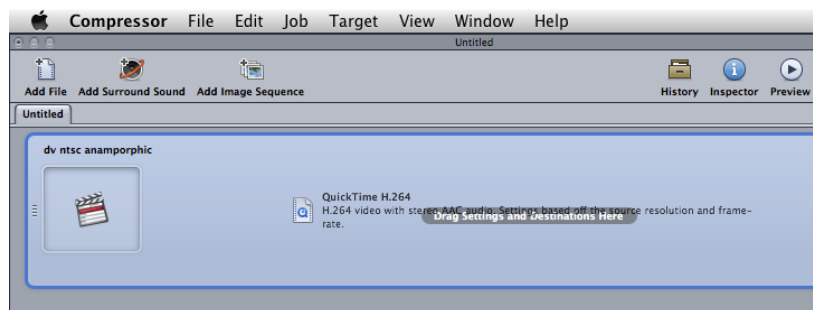 Compressor File Edit Job Target View Window Help
Untitled
Add File Add Surround Sound Add Image Sequence History Inspector Preview
Untitled
dv ntsc anamporphic
QuickTime H.264
H.264 video with stereo AAC audio. Settings based off the source resolution and frame-
rate.
Drag Settings and Destinations Here